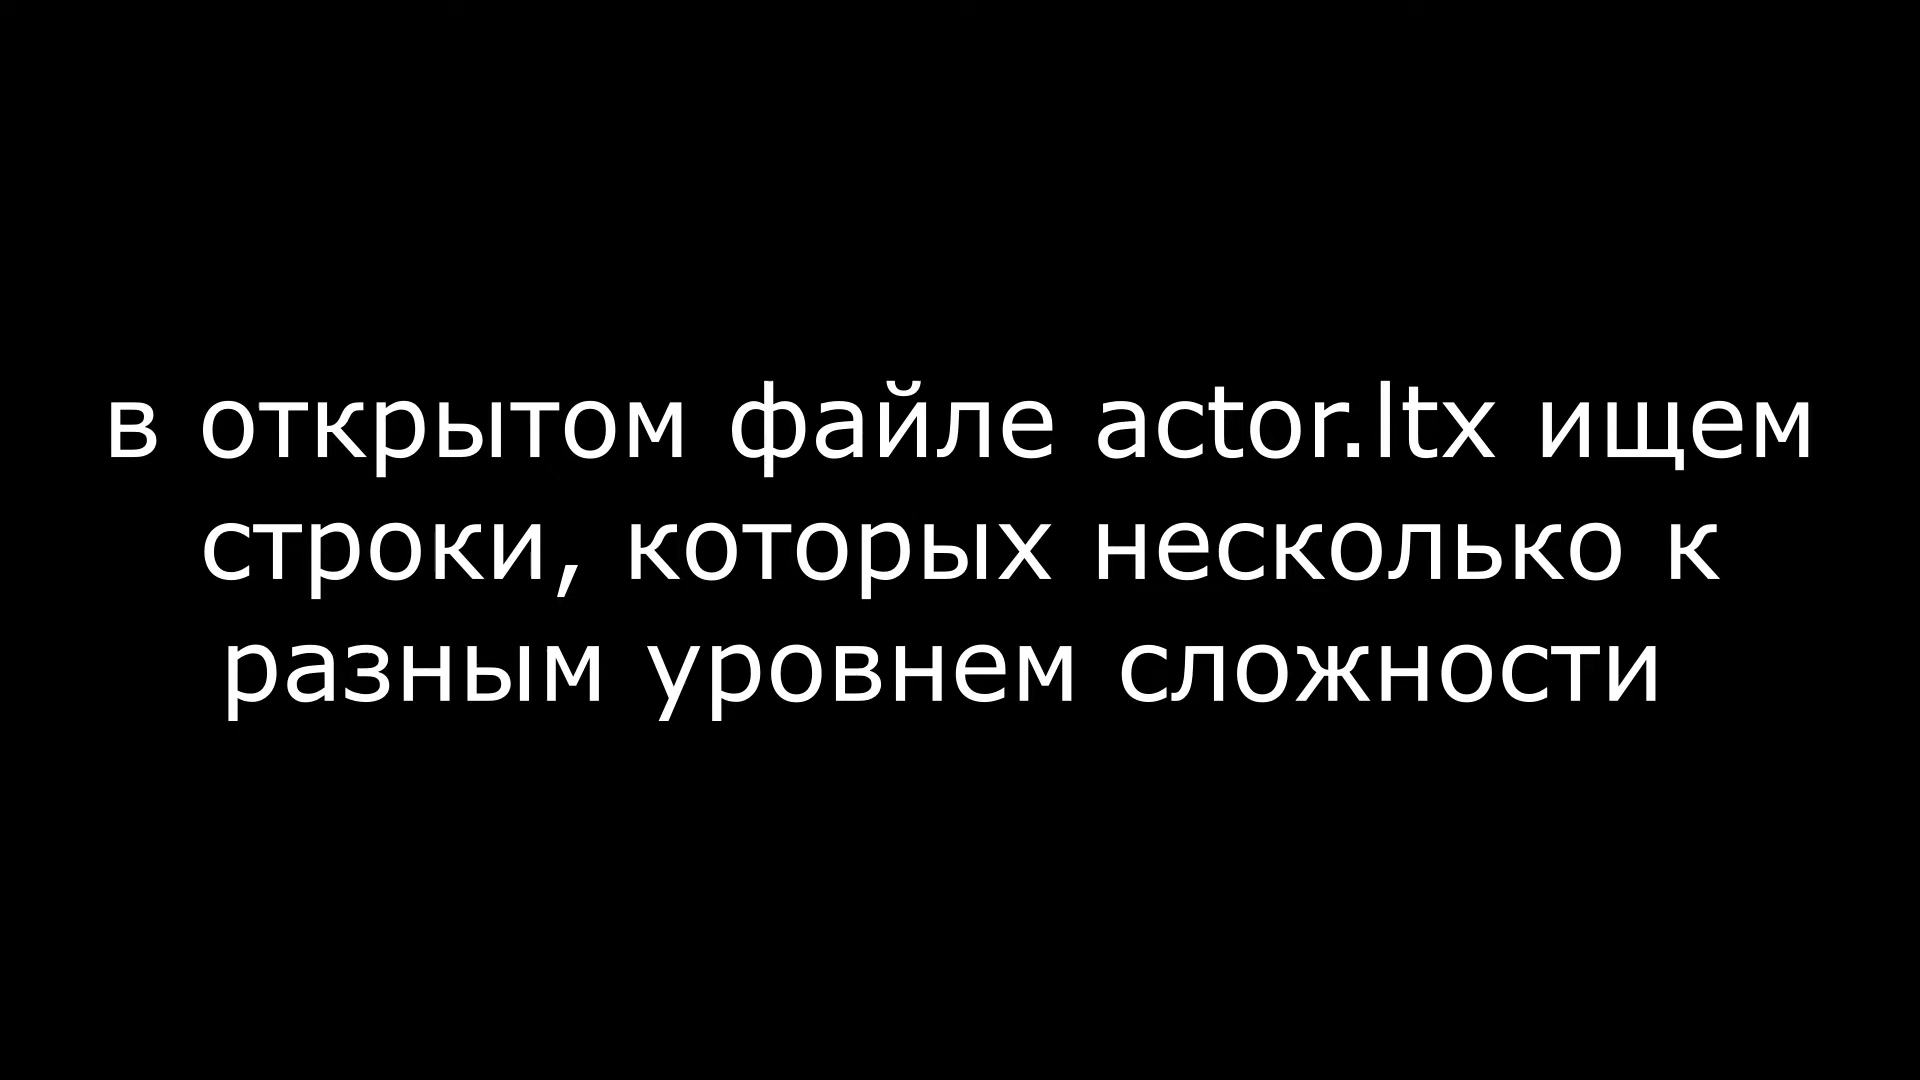 в открытом файле actor.ltx ищем
строки, которых несколько к
разным уровнем сложности